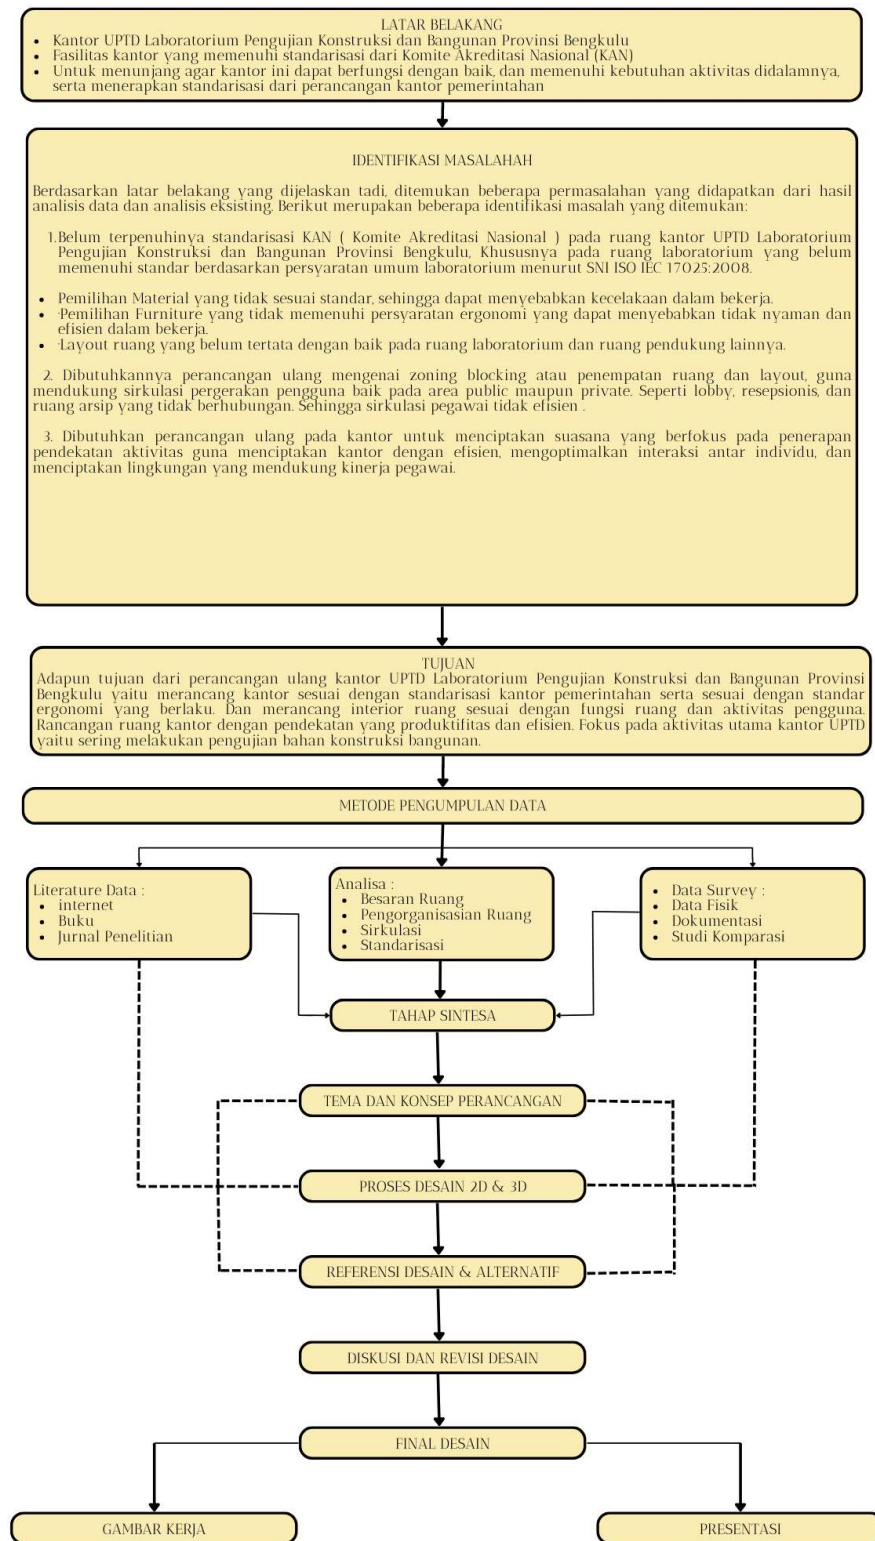 LATAR BELAKANG
• Kantor UPTD Laboratorium Pengujian Konstruksi dan Bangunan Provinsi Bengkulu
• Fasilitas kantor yang memenuhi standarisasi dari Komite Akreditasi Nasional (KAN)
• Untuk menunjang agar kantor ini dapat berfungsi dengan baik, dan memenuhi kebutuhan aktivitas didalamnya,
serta menerapkan standarisasi dari perancangan kantor pemerintahan
IDENTIFIKASI MASALAHAH
Berdasarkan latar belakang yang dijelaskan tadi, ditemukan beberapa permasalahan yang didapatkan dari hasil
analisis data dan analisis eksisting. Berikut merupakan beberapa identifikasi masalah yang ditemukan:
1.Belum terpenuhinya standarisasi KAN ( Komite Akreditasi Nasional ) pada ruang kantor UPTD Laboratorium
Pengujian Konstruksi dan Bangunan Provinsi Bengkulu, Khususnya pada ruang laboratorium yang belum
memenuhi standar berdasarkan persyaratan umum laboratorium menurut SNI ISO IEC 17025:2008.
• Pemilihan Material yang tidak sesuai standar, sehingga dapat menyebabkan kecelakaan dalam bekerja.
• ·Pemilihan Furniture yang tidak memenuhi persyaratan ergonomi yang dapat menyebabkan tidak nyaman dan
efisien dalam bekerja.
• ·Layout ruang yang belum tertata dengan baik pada ruang laboratorium dan ruang pendukung lainnya.
2. Dibutuhkannya perancangan ulang mengenai zoning blocking atau penempatan ruang dan layout, guna
mendukung sirkulasi pergerakan pengguna baik pada area public maupun private. Seperti lobby, resepsionis, dan
ruang arsip yang tidak berhubungan. Sehingga sirkulasi pegawai tidak efisien .
3. Dibutuhkan perancangan ulang pada kantor untuk menciptakan suasana yang berfokus pada penerapan
pendekatan aktivitas guna menciptakan kantor dengan efisien, mengoptimalkan interaksi antar individu, dan
menciptakan lingkungan yang mendukung kinerja pegawai.
TUJUAN
Adapun tujuan dari perancangan ulang kantor UPTD Laboratorium Pengujian Konstruksi dan Bangunan Provinsi
Bengkulu yaitu merancang kantor sesuai dengan standarisasi kantor pemerintahan serta sesuai dengan standar
ergonomi yang berlaku. Dan merancang interior ruang sesuai dengan fungsi ruang dan aktivitas pengguna.
Rancangan ruang kantor dengan pendekatan yang produktifitas dan efisien. Fokus pada aktivitas utama kantor UPTD
yaitu sering melakukan pengujian bahan konstruksi bangunan.
METODE PENGUMPULAN DATA
Literature Data :
• internet
• Buku
• Jurnal Penelitian
Analisa :
• Besaran Ruang
• Pengorganisasian Ruang
• Sirkulasi
• Standarisasi
• Data Survey :
• Data Fisik
• Dokumentasi
• Studi Komparasi
TAHAP SINTESA
TEMA DAN KONSEP PERANCANGAN
PROSES DESAIN 2D & 3D
REFERENSI DESAIN & ALTERNATIF
DISKUSI DAN REVISI DESAIN
FINAL DESAIN
GAMBAR KERJA
PRESENTASI